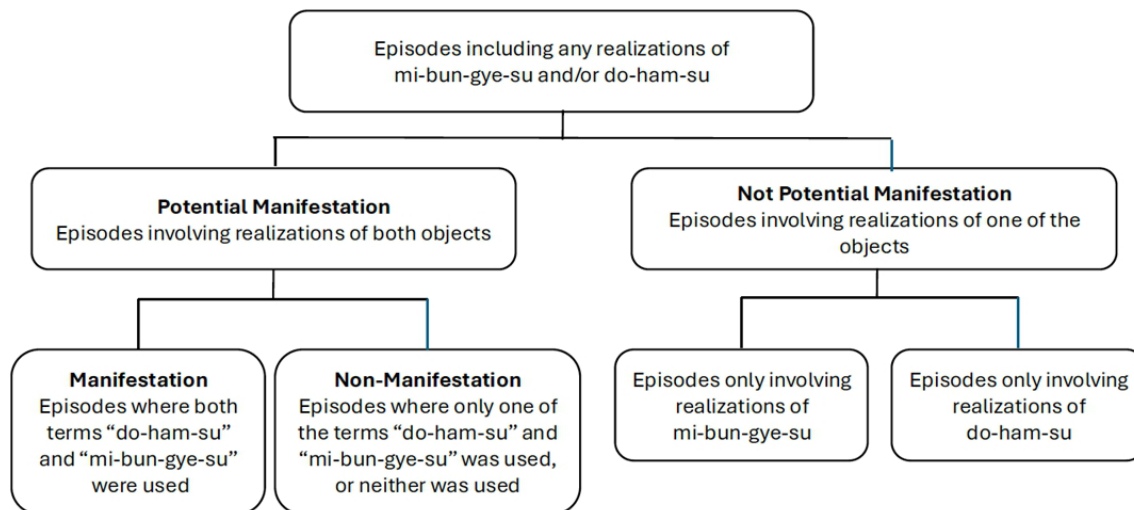 Episodes including any realizations of
mi-bun-gye-su and/or do-ham-su
Potential Manifestation
Episodes involving realizations of both objects
Not Potential Manifestation
Episodes involving realizations of one of the
objects
Manifestation
Episodes where both
terms “do-ham-su”
and “mi-bun-gye-su”
were used
Non-Manifestation
Episodes where only one of
the terms “do-ham-su” and
“mi-bun-gye-su” was used,
or neither was used
Episodes only involving
realizations of
mi-bun-gye-su
Episodes only involving
realizations of
do-ham-su